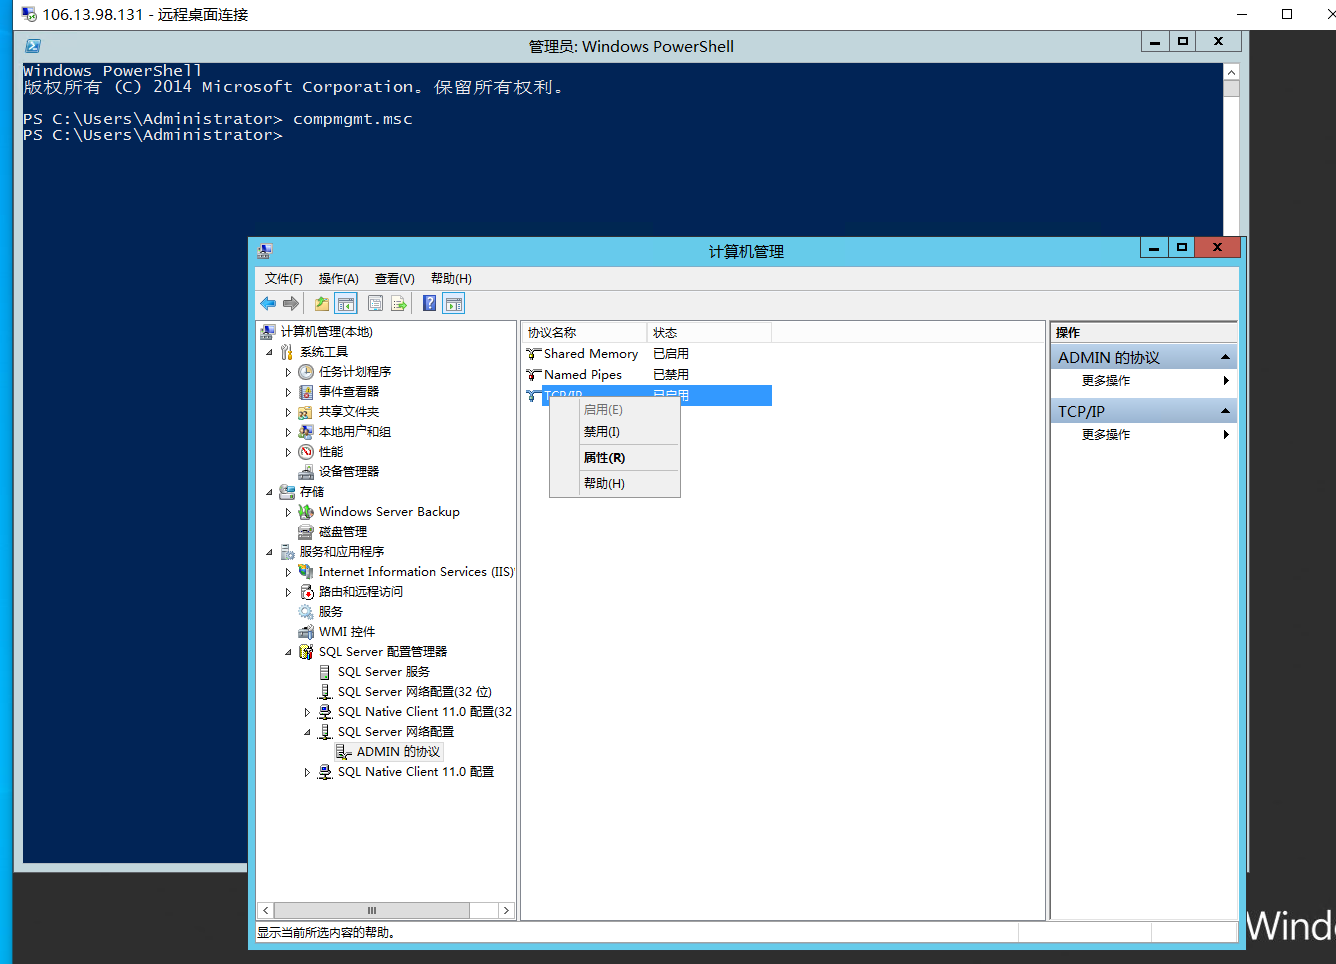 106.13.98.131 - 远程桌面连接
管理员: Windows PowerShell
Windows PowerShell
版权所有 (C) 2014 Microsoft Corporation。保留所有权利。
PS C:\Users\Administrator> compmgmt.msc
PS C:\Users\Administrator>
计算机管理
文件(F) 操作(A) 查看(V) 帮助(H)
计算机管理(本地)
系统工具
任务计划程序
事件查看器
共享文件夹
本地用户和组
性能
设备管理器
存储
Windows Server Backup
磁盘管理
服务和应用程序
Internet Information Services (IIS)
路由和远程访问
服务
WMI 控件
SQL Server 配置管理器
SQL Server 服务
SQL Server 网络配置(32 位)
SQL Native Client 11.0 配置(32
SQL Server 网络配置
ADMIN 的协议
SQL Native Client 11.0 配置
协议名称 状态
Shared Memory 已启用
Named Pipes 已禁用
TCP/IP 已启用
启用(E)
禁用(I)
属性(R)
帮助(H)
操作
ADMIN 的协议
更多操作
TCP/IP
更多操作
显示当前所选内容的帮助。
Windo